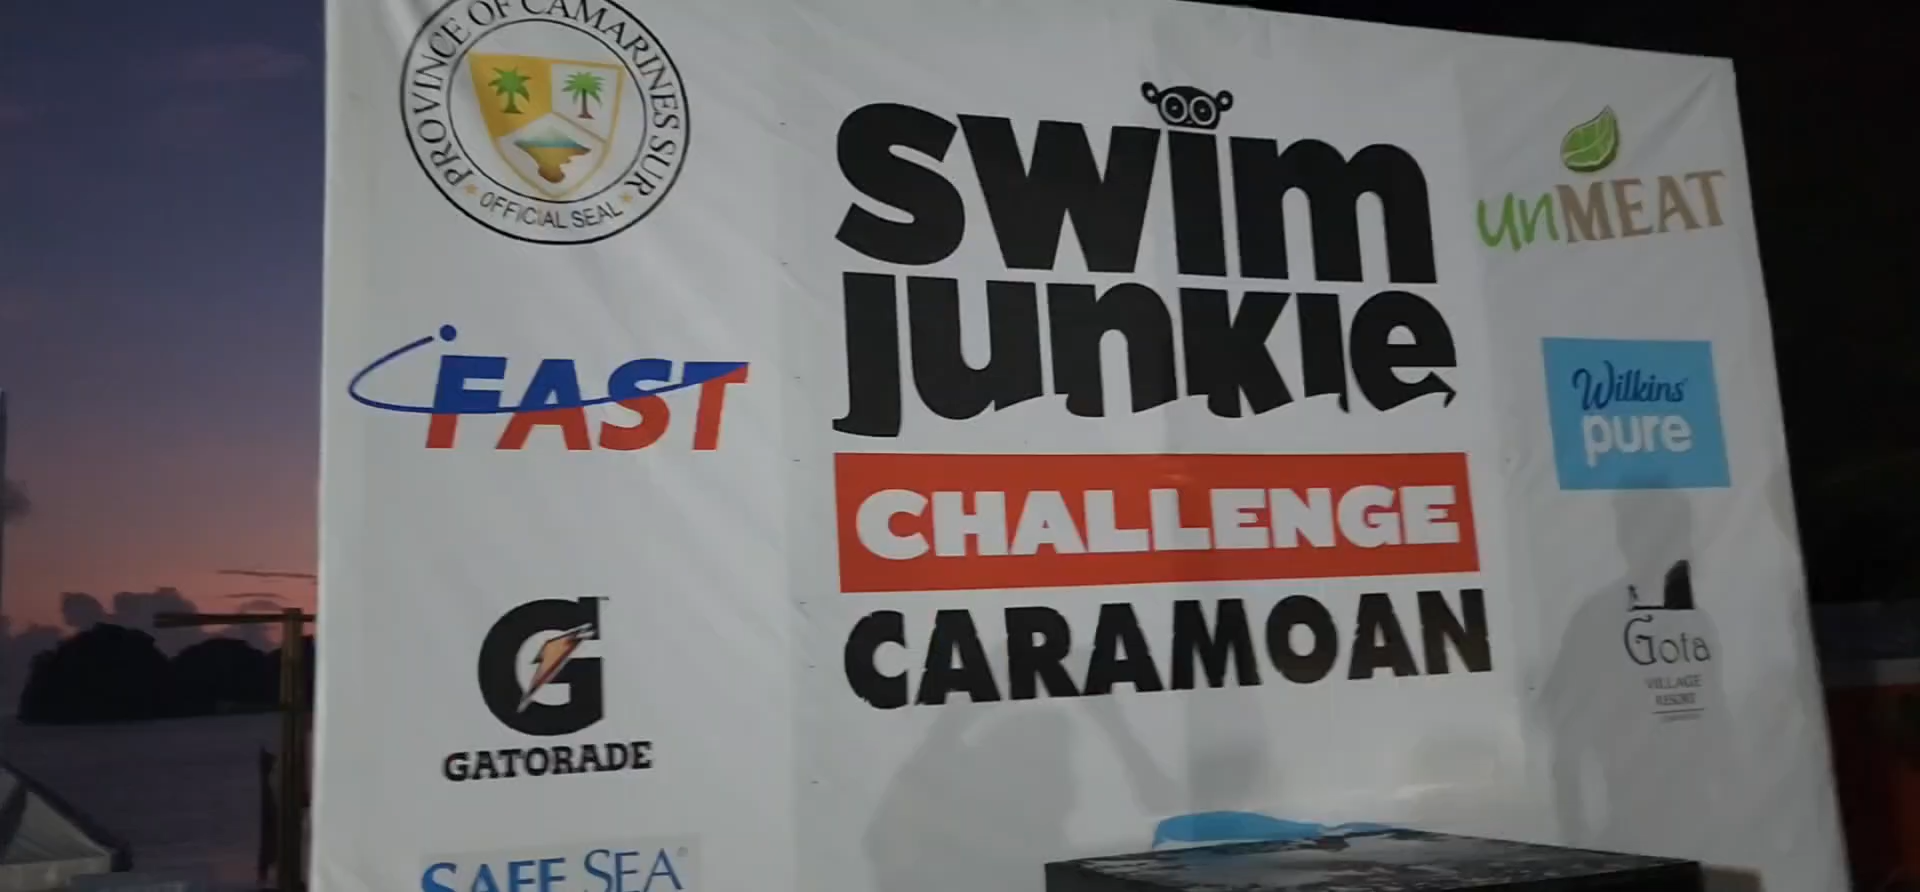 PROVINCE OF CAMARINES SUR
OFFICIAL SEAL
FAST
G
GATORADE
SAFE SEA®
swim
junkie
CHALLENGE
CARAMOAN
unMEAT
Wilkins
pure
Gota
VILLAGE
RESORT